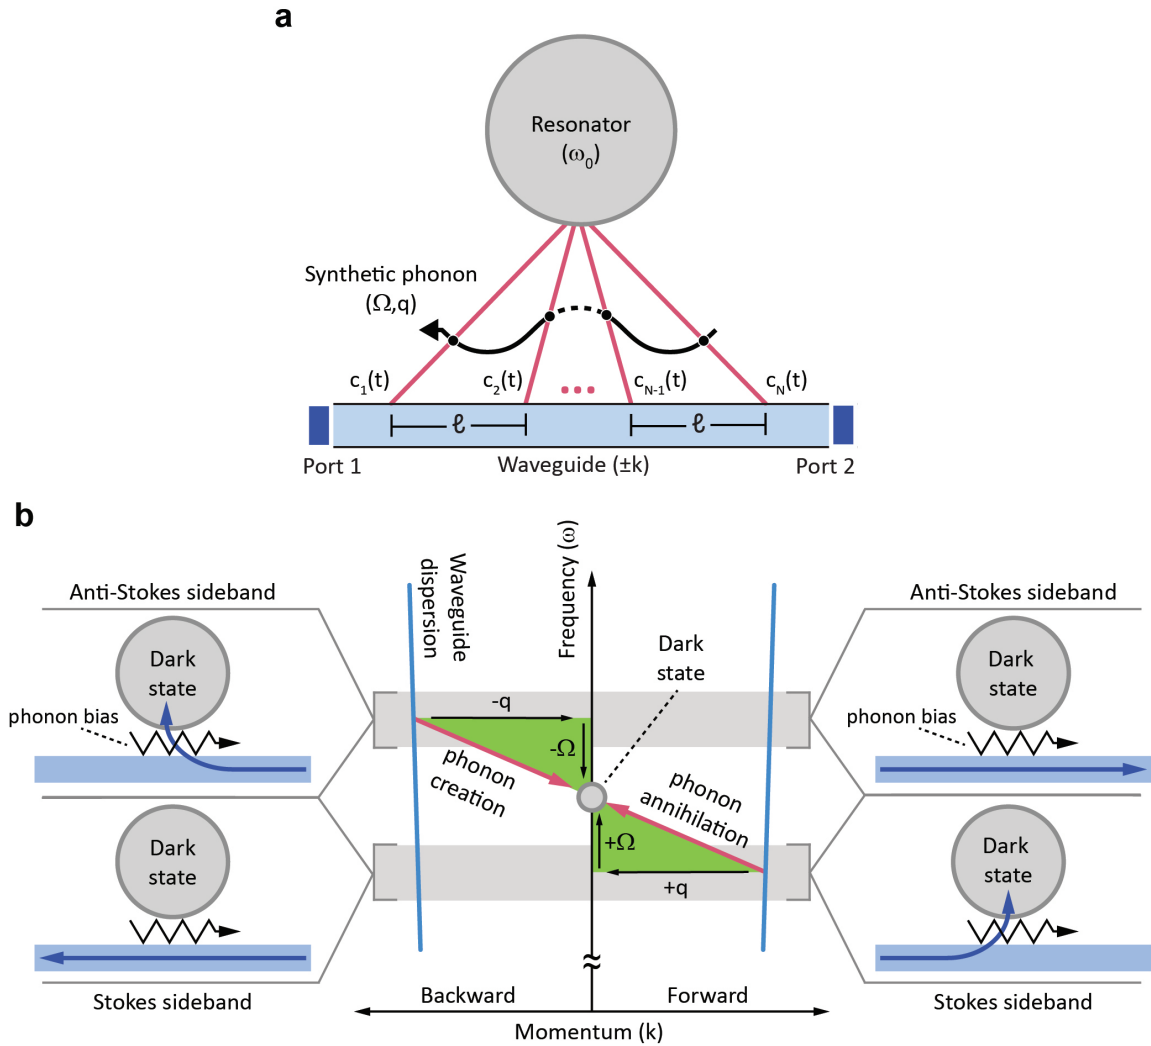 a
Resonator
(ω0)
Synthetic phonon
(Ω,q)
c1(t)
c2(t)
cN-1(t)
cN(t)
ℓ
ℓ
Port 1
Waveguide (±k)
Port 2
b
Anti-Stokes sideband
Dark
state
phonon bias
Dark
state
Stokes sideband
Waveguide
dispersion
Frequency (ω)
Dark
state
-q
-Ω
phonon
creation
phonon
annihilation
+Ω
+q
≈
Backward
Forward
Momentum (k)
Anti-Stokes sideband
Dark
state
phonon bias
Dark
state
Stokes sideband